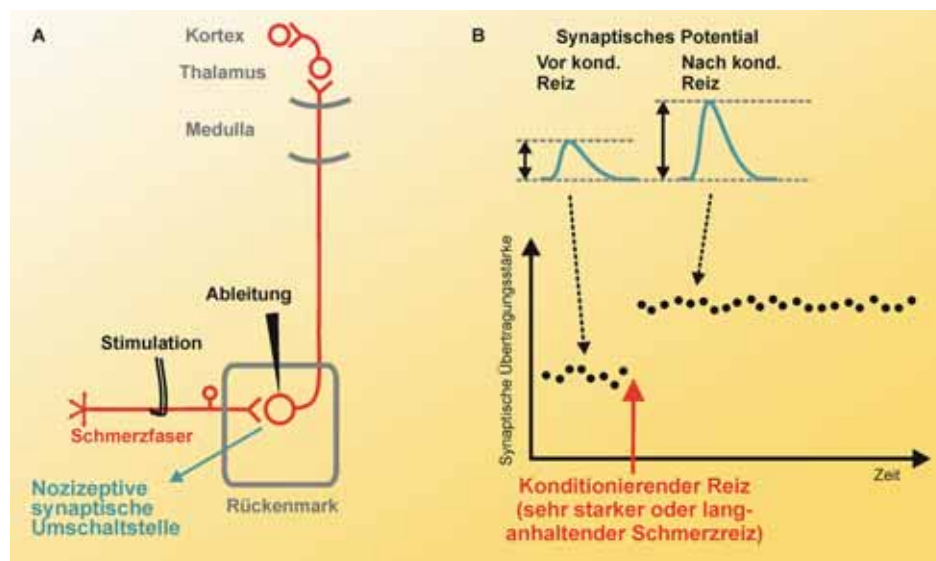 A
Kortex
Thalamus
Medulla
Ableitung
Stimulation
Schmerzfaser
Nozizeptive
synaptische
Umschaltstelle
Rückenmark
B
Synaptisches Potential
Vor kond.
Reiz
Nach kond.
Reiz
Synaptische Übertragungsstärke
Zeit
Konditionierender Reiz
(sehr starker oder lang-
anhaltender Schmerzreiz)